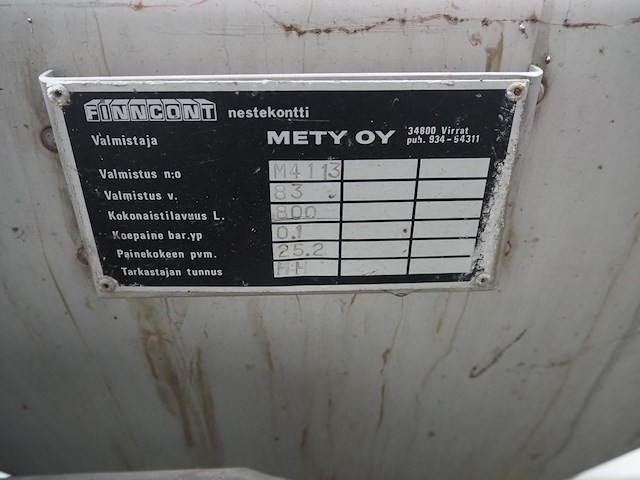 FINNCONT nestekontti
Valmistaja METY OY 34800 Virrat
puh. 934-54311
Valmistus n:o M4113
Valmistus v. 83
Kokonaistilavuus L. 800
Koepaine bar.yp 0.1
Painekokeen pvm. 25.2
Tarkastajan tunnus HH